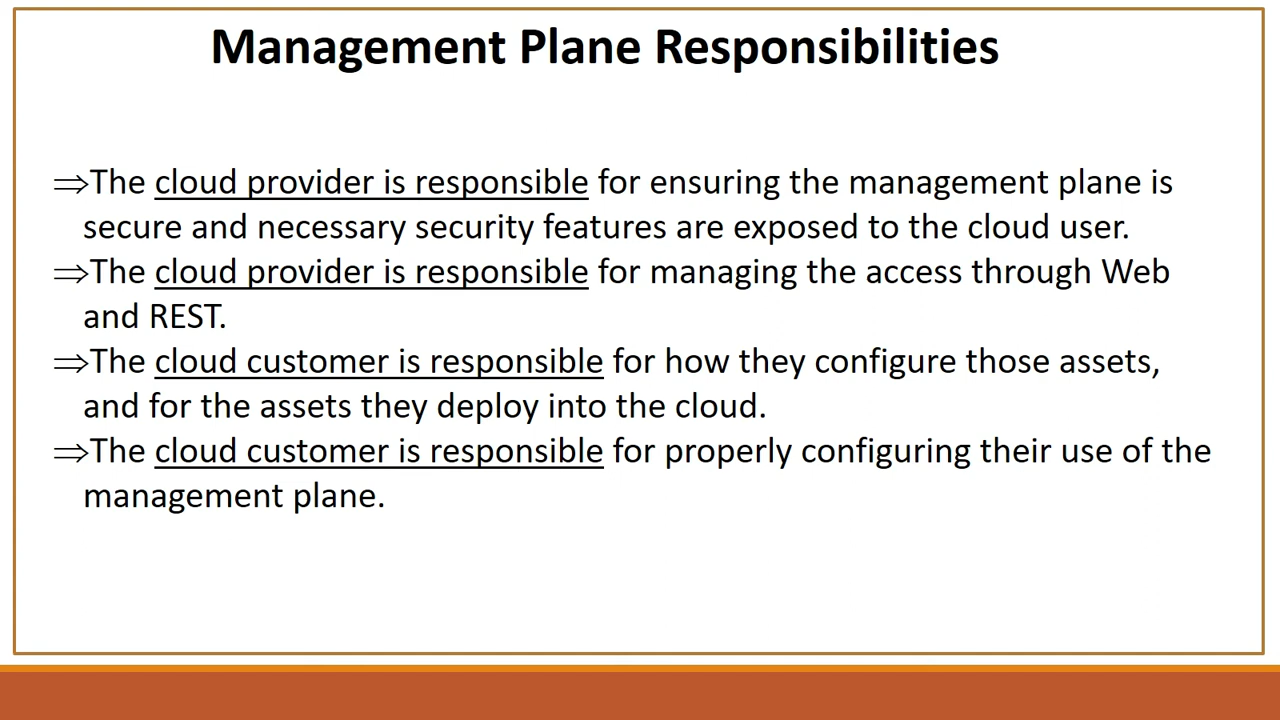 Management Plane Responsibilities
⇒The cloud provider is responsible for ensuring the management plane is
secure and necessary security features are exposed to the cloud user.
⇒The cloud provider is responsible for managing the access through Web
and REST.
⇒The cloud customer is responsible for how they configure those assets,
and for the assets they deploy into the cloud.
⇒The cloud customer is responsible for properly configuring their use of the
management plane.